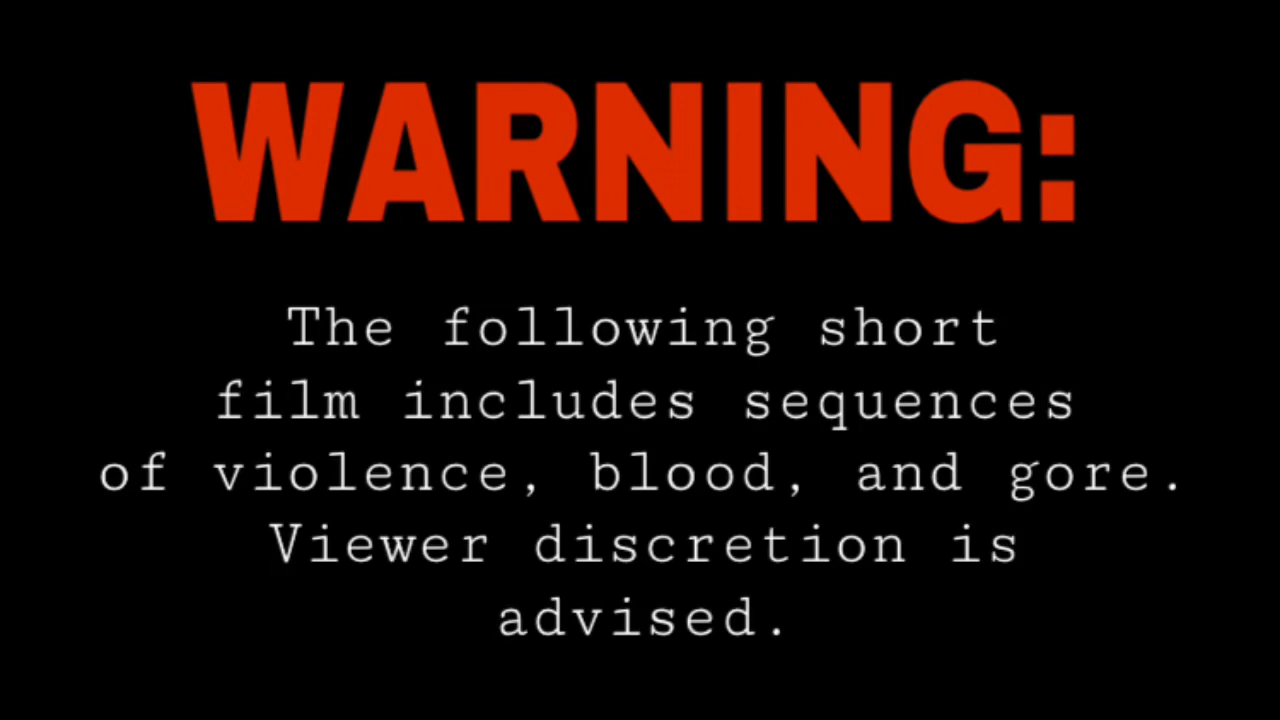 WARNING:
The following short
film includes sequences
of violence, blood, and gore.
Viewer discretion is
advised.